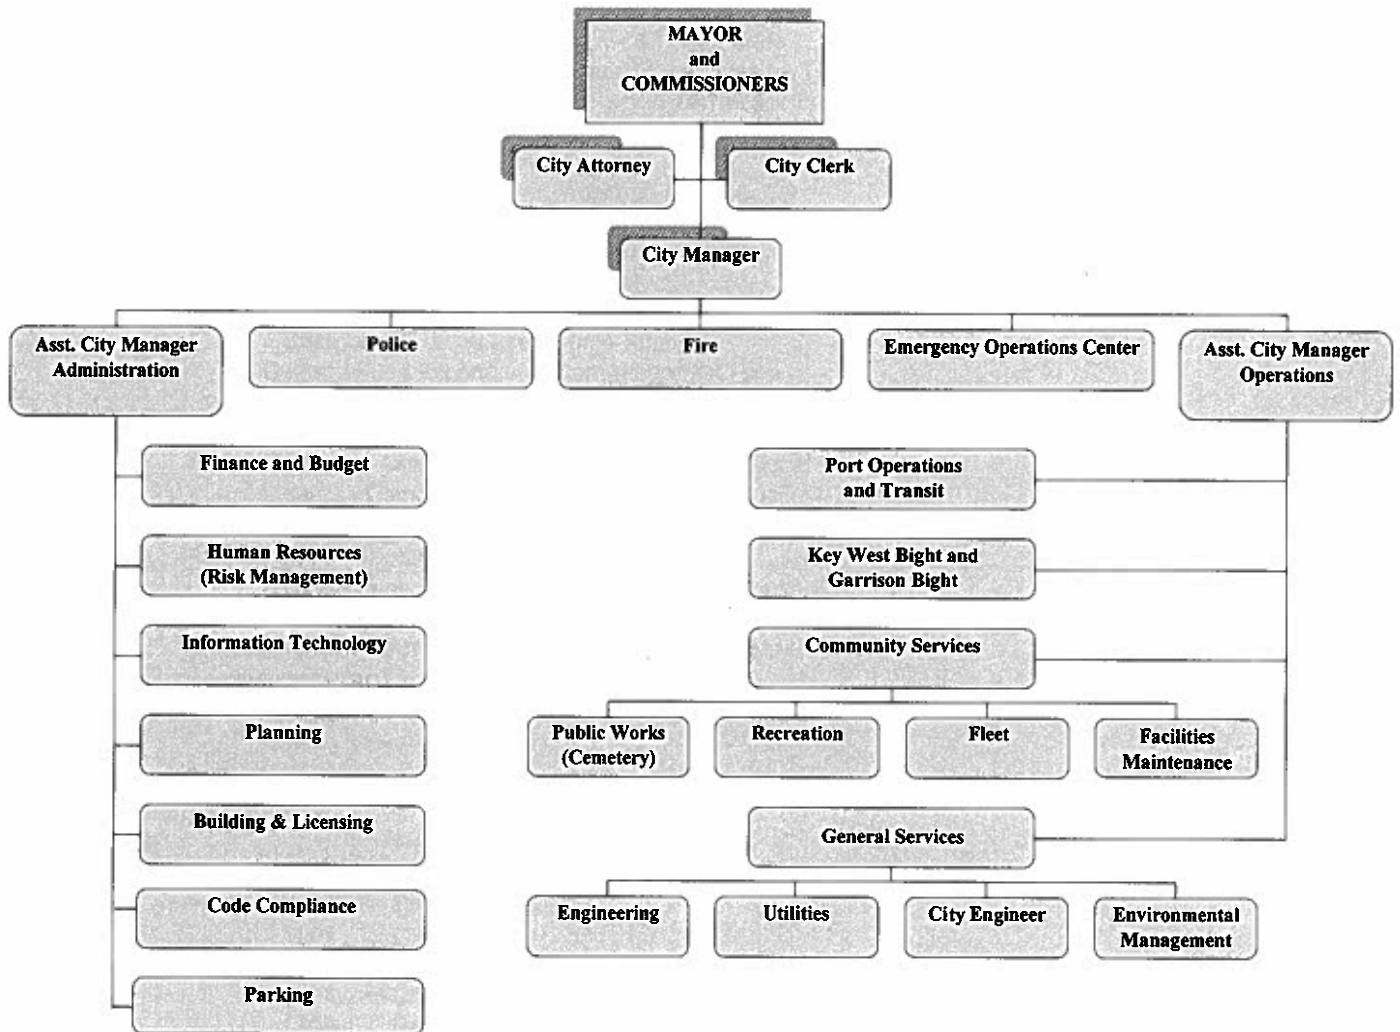 MAYOR
and
COMMISSIONERS
City Attorney
City Clerk
City Manager
Asst. City Manager
Administration
Police
Fire
Emergency Operations Center
Asst. City Manager
Operations
Finance and Budget
Human Resources
(Risk Management)
Information Technology
Planning
Building & Licensing
Code Compliance
Parking
Port Operations
and Transit
Key West Bight and
Garrison Bight
Community Services
Public Works
(Cemetery)
Recreation
Fleet
Facilities
Maintenance
General Services
Engineering
Utilities
City Engineer
Environmental
Management